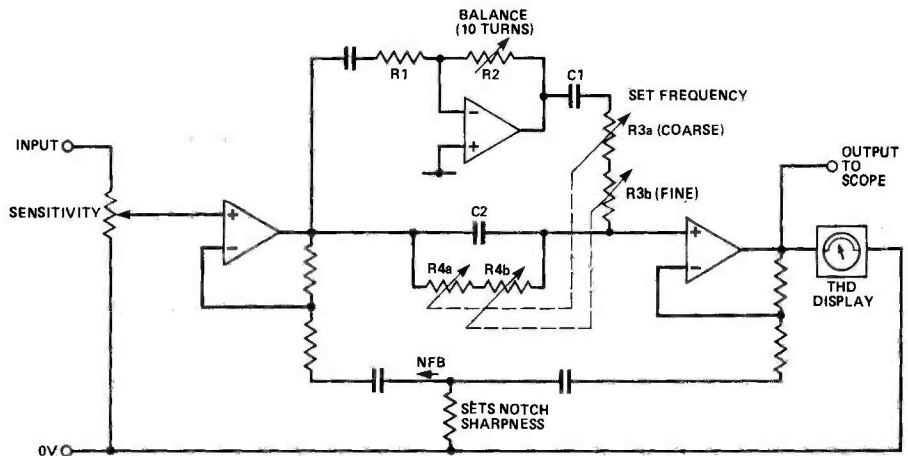 BALANCE
(10 TURNS)
R1
R2
C1
SET FREQUENCY
R3a (COARSE)
INPUT
OUTPUT
TO
SCOPE
R3b (FINE)
SENSITIVITY
C2
R4a
R4b
THD
DISPLAY
NFB
SETS NOTCH
SHARPNESS
0V
+
−
−
+
+
−